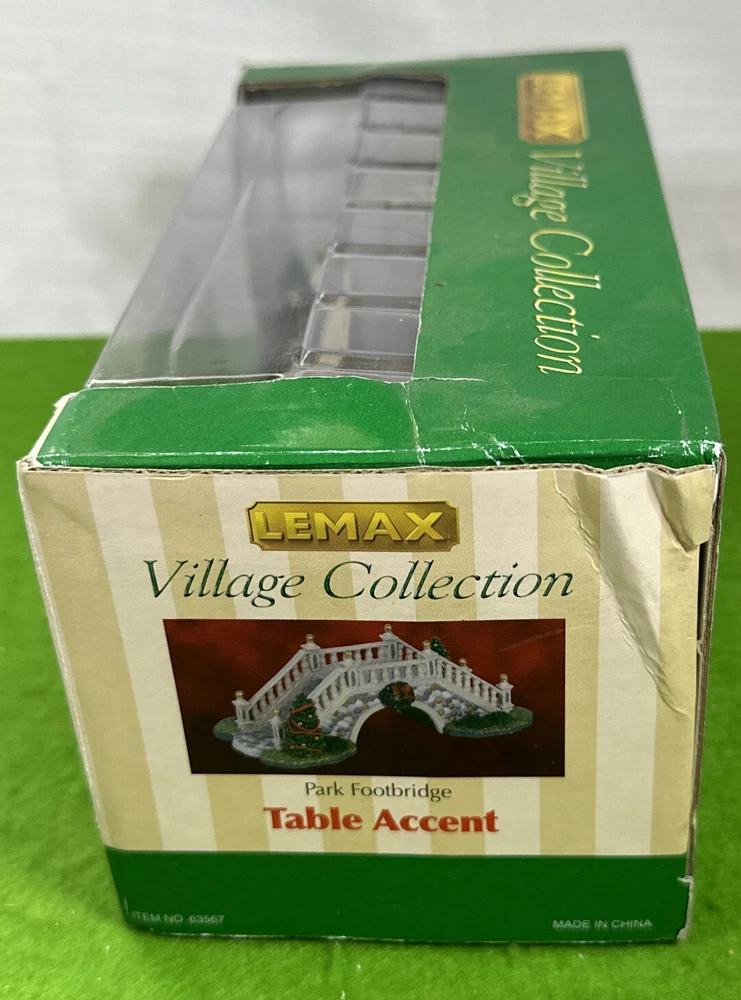 LEMAX
Village Collection
LEMAX
Village Collection
Park Footbridge
Table Accent
ITEM NO. 63567
MADE IN CHINA